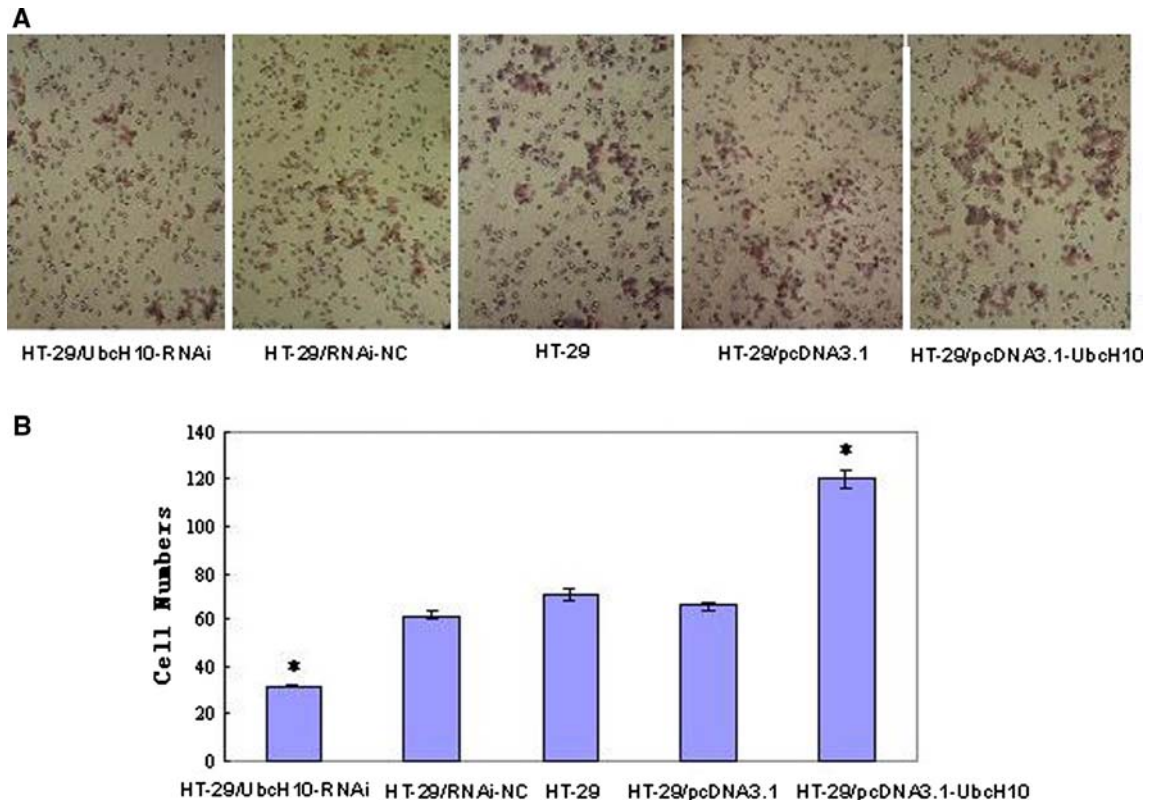 A
HT-29/UbcH10-RNAi HT-29/RNAi-NC HT-29 HT-29/pcDNA3.1 HT-29/pcDNA3.1-UbcH10
B
Cell Numbers
140
120
100
80
60
40
20
0
*
*
HT-29/UbcH10-RNAi HT-29/RNAi-NC HT-29 HT-29/pcDNA3.1 HT-29/pcDNA3.1-UbcH10